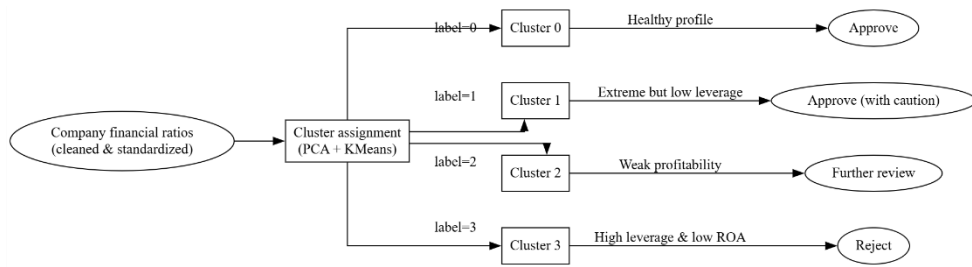 label=0
Cluster 0
Healthy profile
Approve
label=1
Cluster 1
Extreme but low leverage
Approve (with caution)
Company financial ratios
(cleaned & standardized)
Cluster assignment
(PCA + KMeans)
label=2
Cluster 2
Weak profitability
Further review
label=3
Cluster 3
High leverage & low ROA
Reject